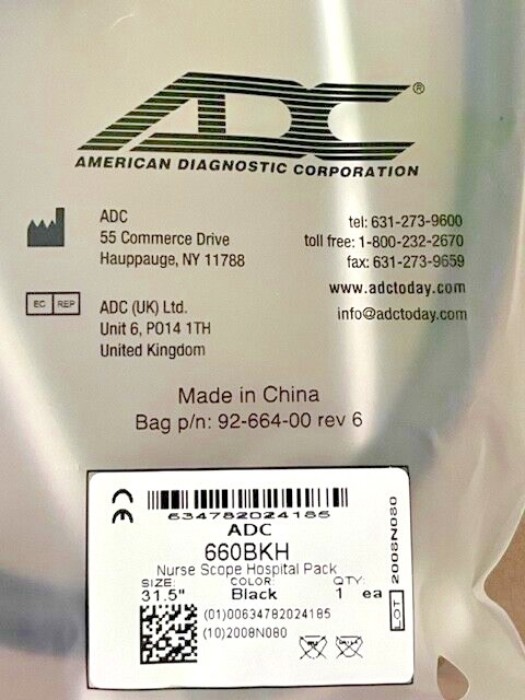 ADC®
AMERICAN DIAGNOSTIC CORPORATION
ADC
55 Commerce Drive
Hauppauge, NY 11788
tel: 631-273-9600
toll free: 1-800-232-2670
fax: 631-273-9659
www.adctoday.com
info@adctoday.com
EC REP
ADC (UK) Ltd.
Unit 6, PO14 1TH
United Kingdom
Made in China
Bag p/n: 92-664-00 rev 6
CE
634782024185
ADC
660BKH
Nurse Scope Hospital Pack
SIZE: COLOR: QTY:
31.5" Black 1 ea
(01)00634782024185
(10)2008N080
LOT 2008N080